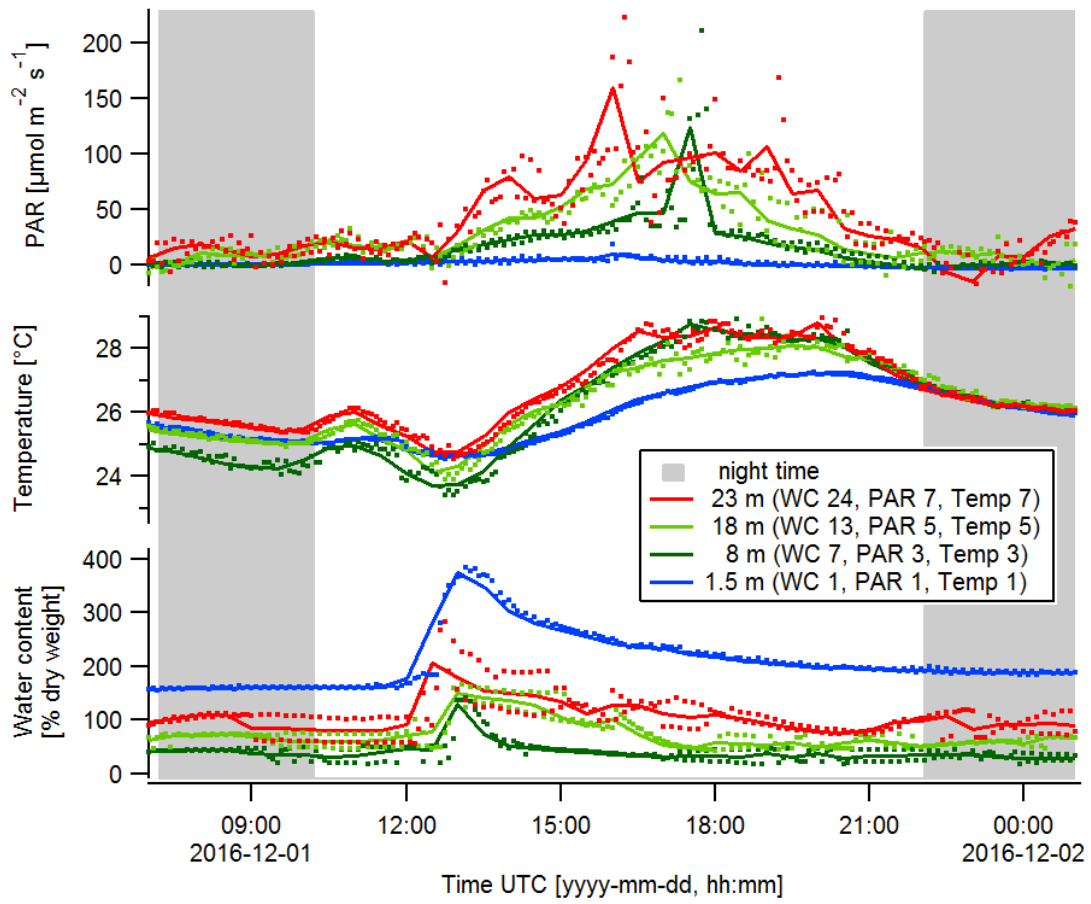 200
150
100
50
0
PAR [µmol m⁻² s⁻¹]
28
26
24
Temperature [°C]
night time
23 m (WC 24, PAR 7, Temp 7)
18 m (WC 13, PAR 5, Temp 5)
8 m (WC 7, PAR 3, Temp 3)
1.5 m (WC 1, PAR 1, Temp 1)
400
300
200
100
0
Water content
[% dry weight]
09:00 12:00 15:00 18:00 21:00 00:00
2016-12-01 2016-12-02
Time UTC [yyyy-mm-dd, hh:mm]